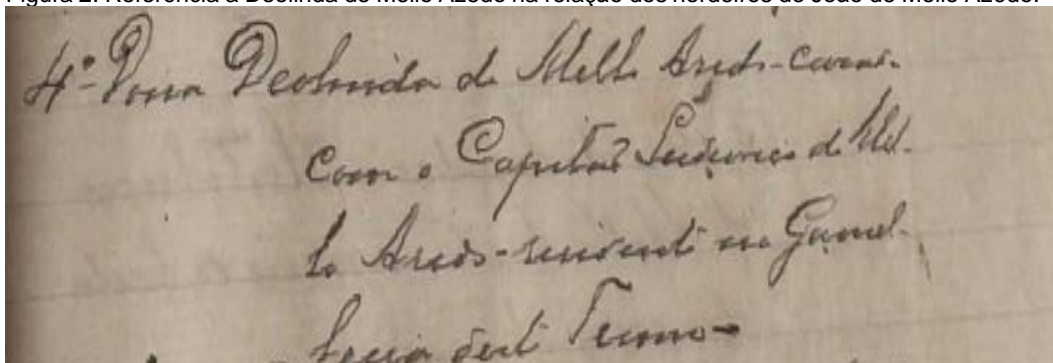 Figura 2: Referência a Deolinda de Mello Azedo na relação dos herdeiros de João de Mello Azedo.
4º- Dona Deolinda de Mello Azedo - casada
com o Capitão de Mel-
lo Azedo - residente em Gamel-
leira deste Termo -